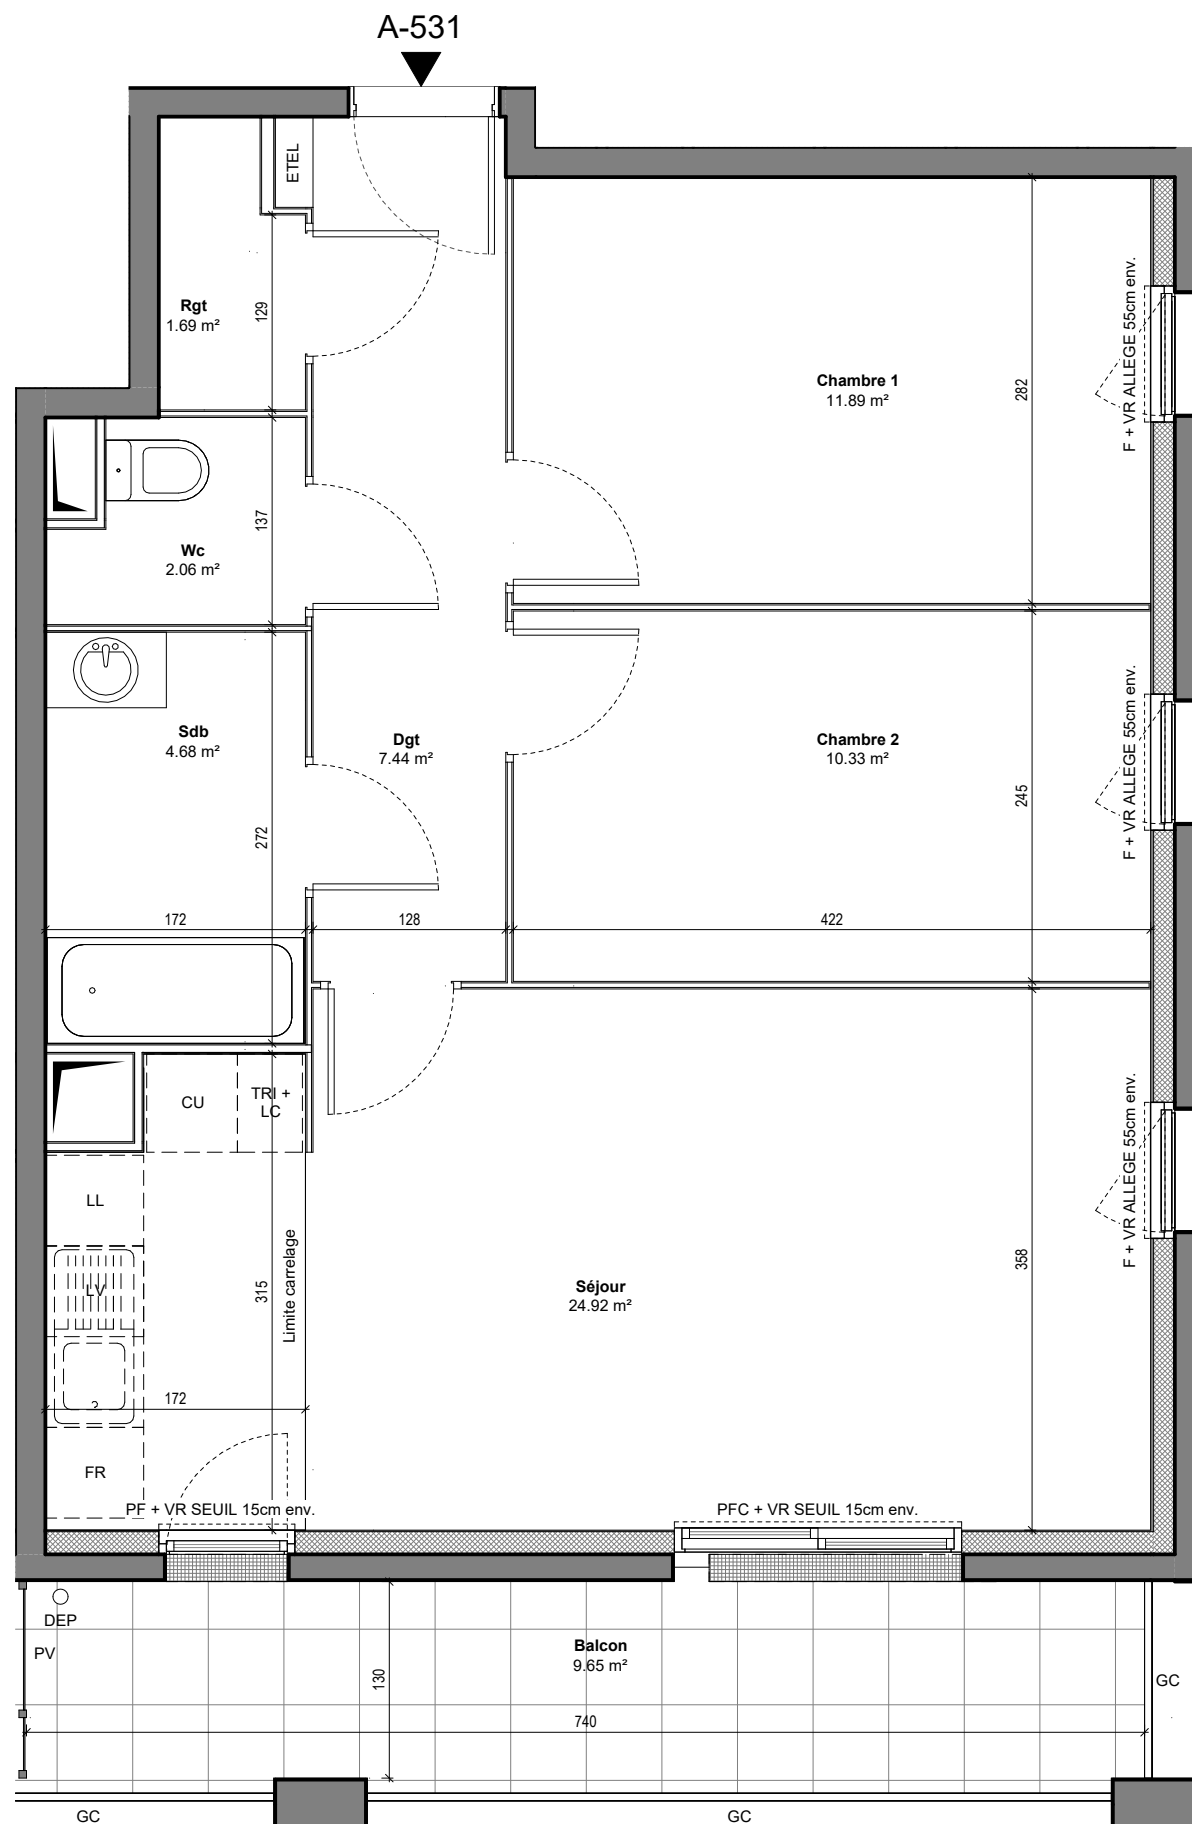 A-531
ETEL
Rgt
1.69 m²
129
Chambre 1
11.89 m²
282
F + VR ALLEGE 55cm env.
137
Wc
2.06 m²
Sdb
4.68 m²
Dgt
7.44 m²
Chambre 2
10.33 m²
245
F + VR ALLEGE 55cm env.
272
172
128
422
CU
TRI +
LC
F + VR ALLEGE 55cm env.
LL
LV
315
Limite carrelage
Séjour
24.92 m²
358
172
FR
PF + VR SEUIL 15cm env.
PFC + VR SEUIL 15cm env.
DEP
PV
Balcon
9.65 m²
130
740
GC
GC
GC